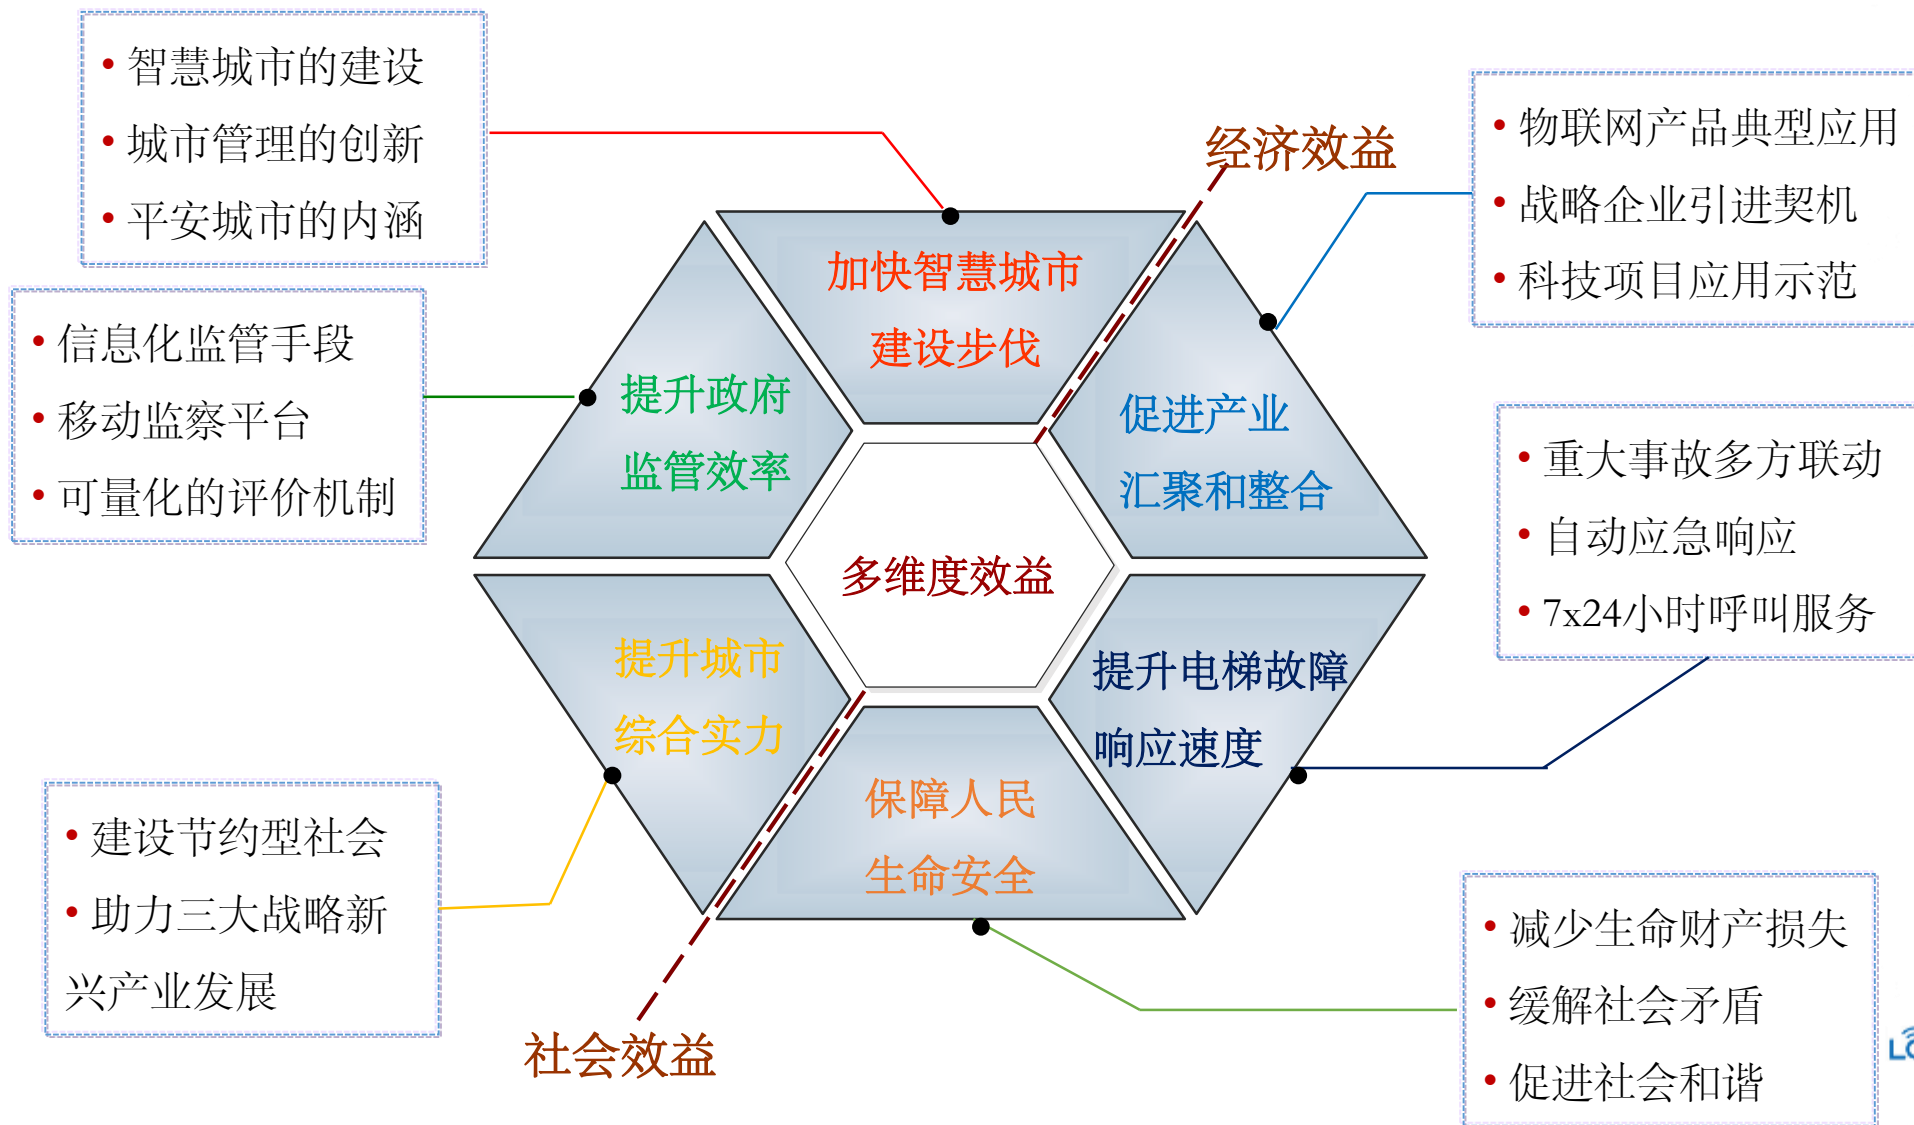 • 智慧城市的建设
• 城市管理的创新
• 平安城市的内涵
经济效益
• 物联网产品典型应用
• 战略企业引进契机
• 科技项目应用示范
加快智慧城市
建设步伐
• 信息化监管手段
• 移动监察平台
• 可量化的评价机制
提升政府
监管效率
促进产业
汇聚和整合
• 重大事故多方联动
• 自动应急响应
• 7x24小时呼叫服务
多维度效益
提升城市
综合实力
提升电梯故障
响应速度
保障人民
生命安全
• 建设节约型社会
• 助力三大战略新
兴产业发展
社会效益
• 减少生命财产损失
• 缓解社会矛盾
• 促进社会和谐